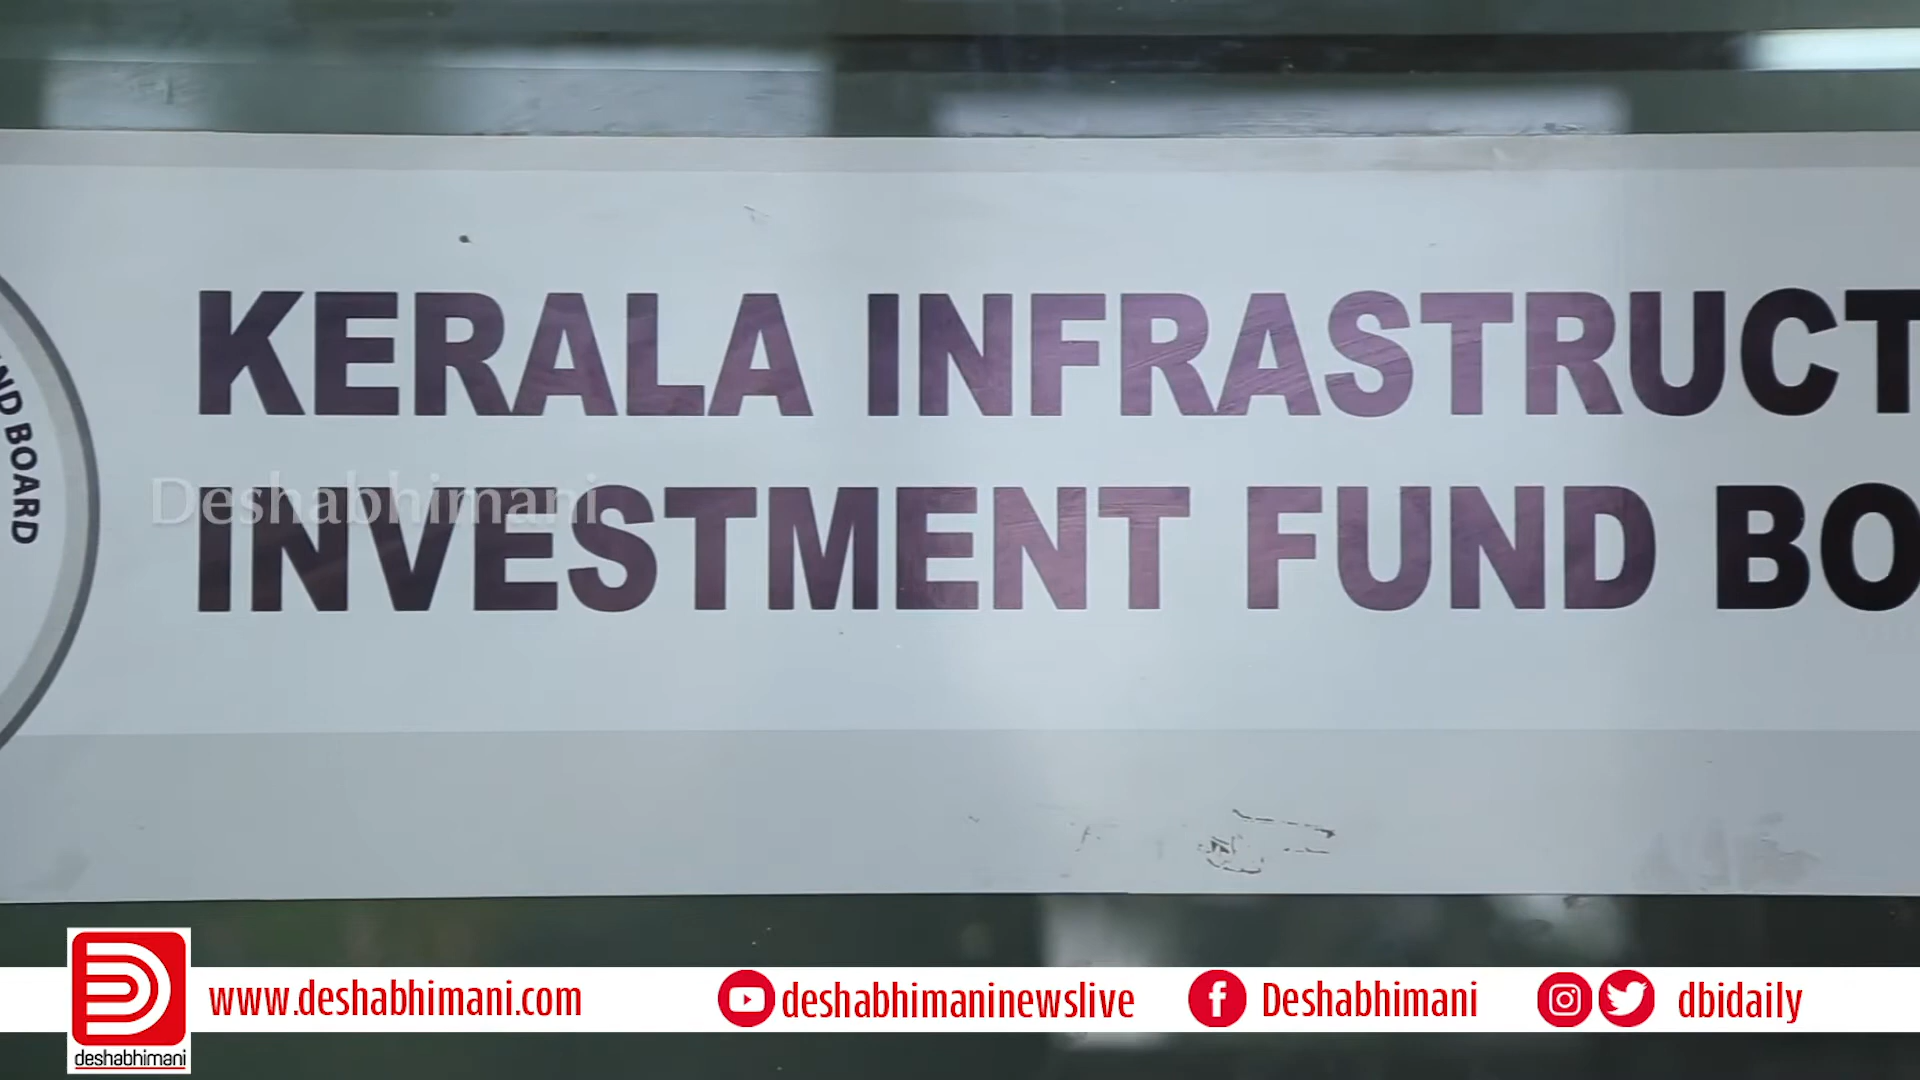 KERALA INFRASTRUCT
INVESTMENT FUND BO
ND BOARD
Deshabhimani
www.deshabhimani.com
deshabhimaninewslive
Deshabhimani
dbidaily
deshabhimani